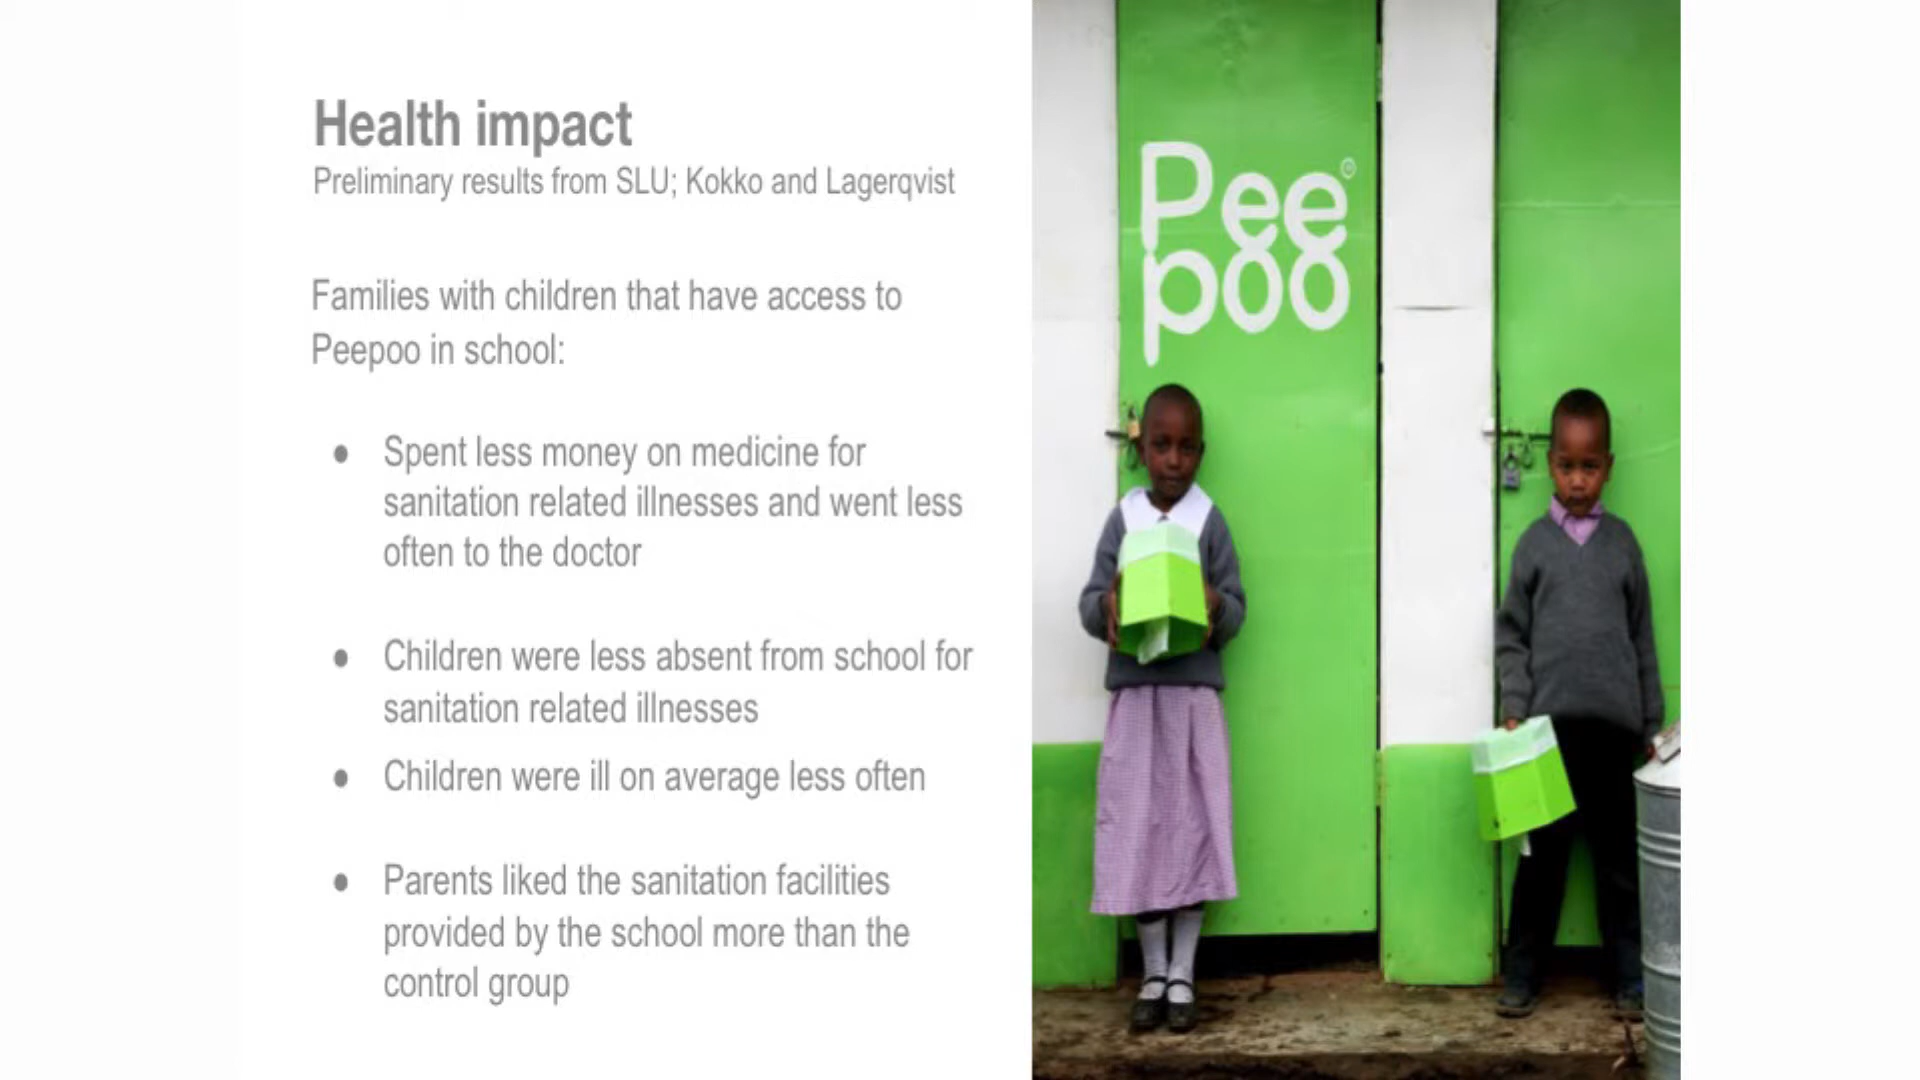 Health impact
Preliminary results from SLU; Kokko and Lagerqvist
Families with children that have access to
Peepoo in school:
● Spent less money on medicine for
sanitation related illnesses and went less
often to the doctor
● Children were less absent from school for
sanitation related illnesses
● Children were ill on average less often
● Parents liked the sanitation facilities
provided by the school more than the
control group
Pee®
poo